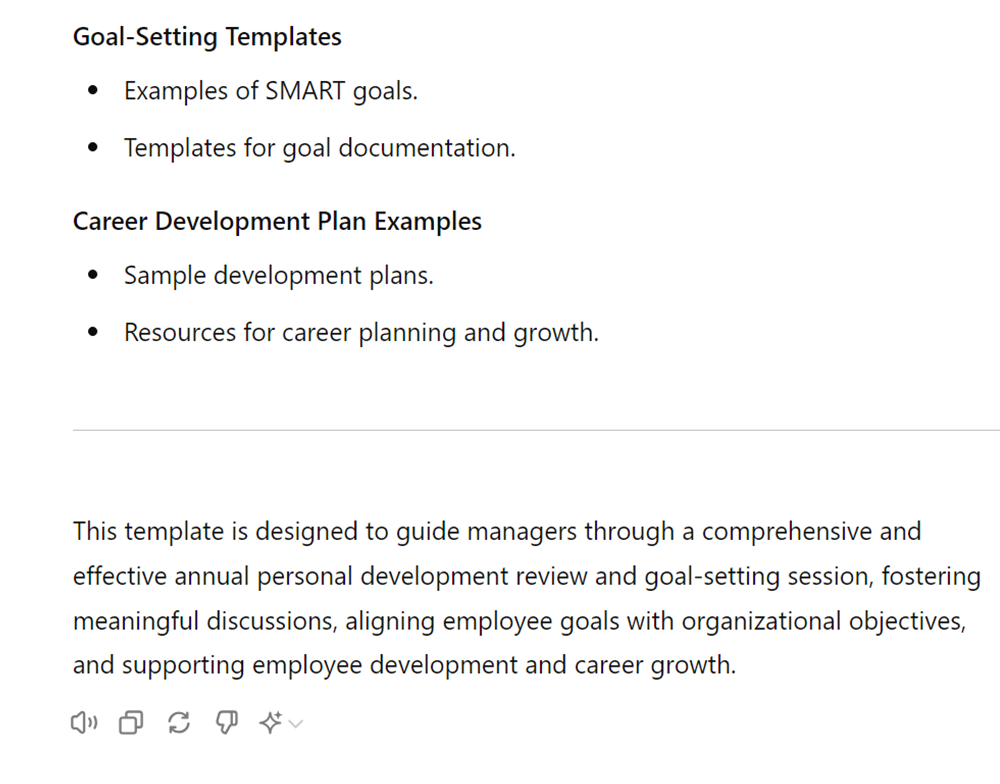 Goal-Setting Templates
Examples of SMART goals.
Templates for goal documentation.
Career Development Plan Examples
Sample development plans.
Resources for career planning and growth.
This template is designed to guide managers through a comprehensive and
effective annual personal development review and goal-setting session, fostering
meaningful discussions, aligning employee goals with organizational objectives,
and supporting employee development and career growth.